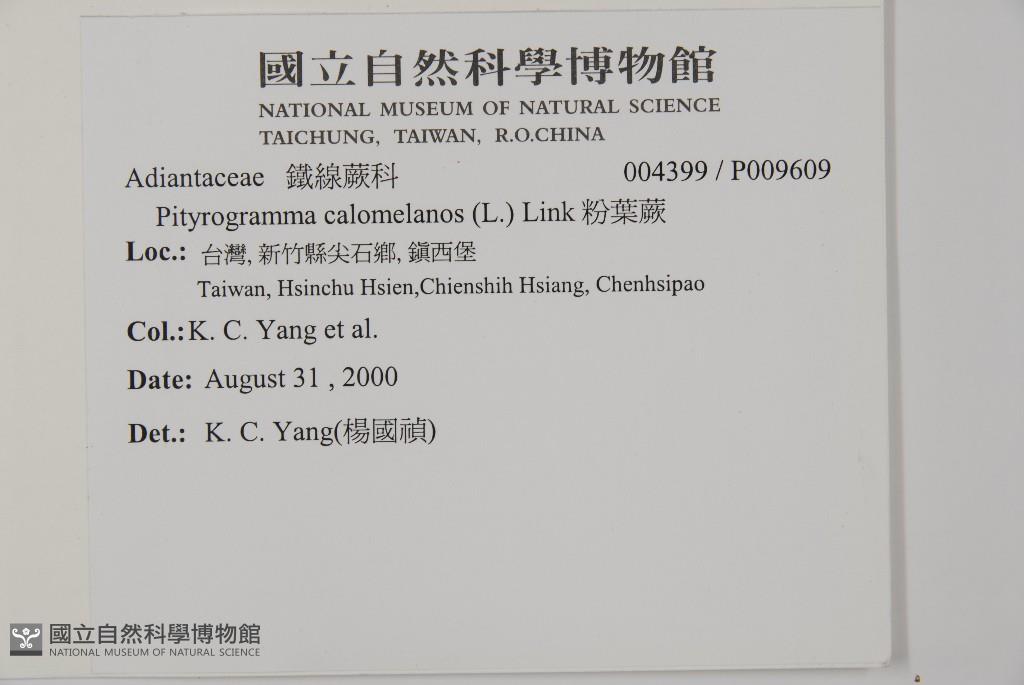 國立自然科學博物館
NATIONAL MUSEUM OF NATURAL SCIENCE
TAICHUNG, TAIWAN, R.O.CHINA
Adiantaceae 鐵線蕨科 004399 / P009609
Pityrogramma calomelanos (L.) Link 粉葉蕨
Loc.: 台灣, 新竹縣尖石鄉, 鎮西堡
Taiwan, Hsinchu Hsien,Chienshih Hsiang, Chenhsipao
Col.: K. C. Yang et al.
Date: August 31 , 2000
Det.: K. C. Yang(楊國禎)
國立自然科學博物館
NATIONAL MUSEUM OF NATURAL SCIENCE